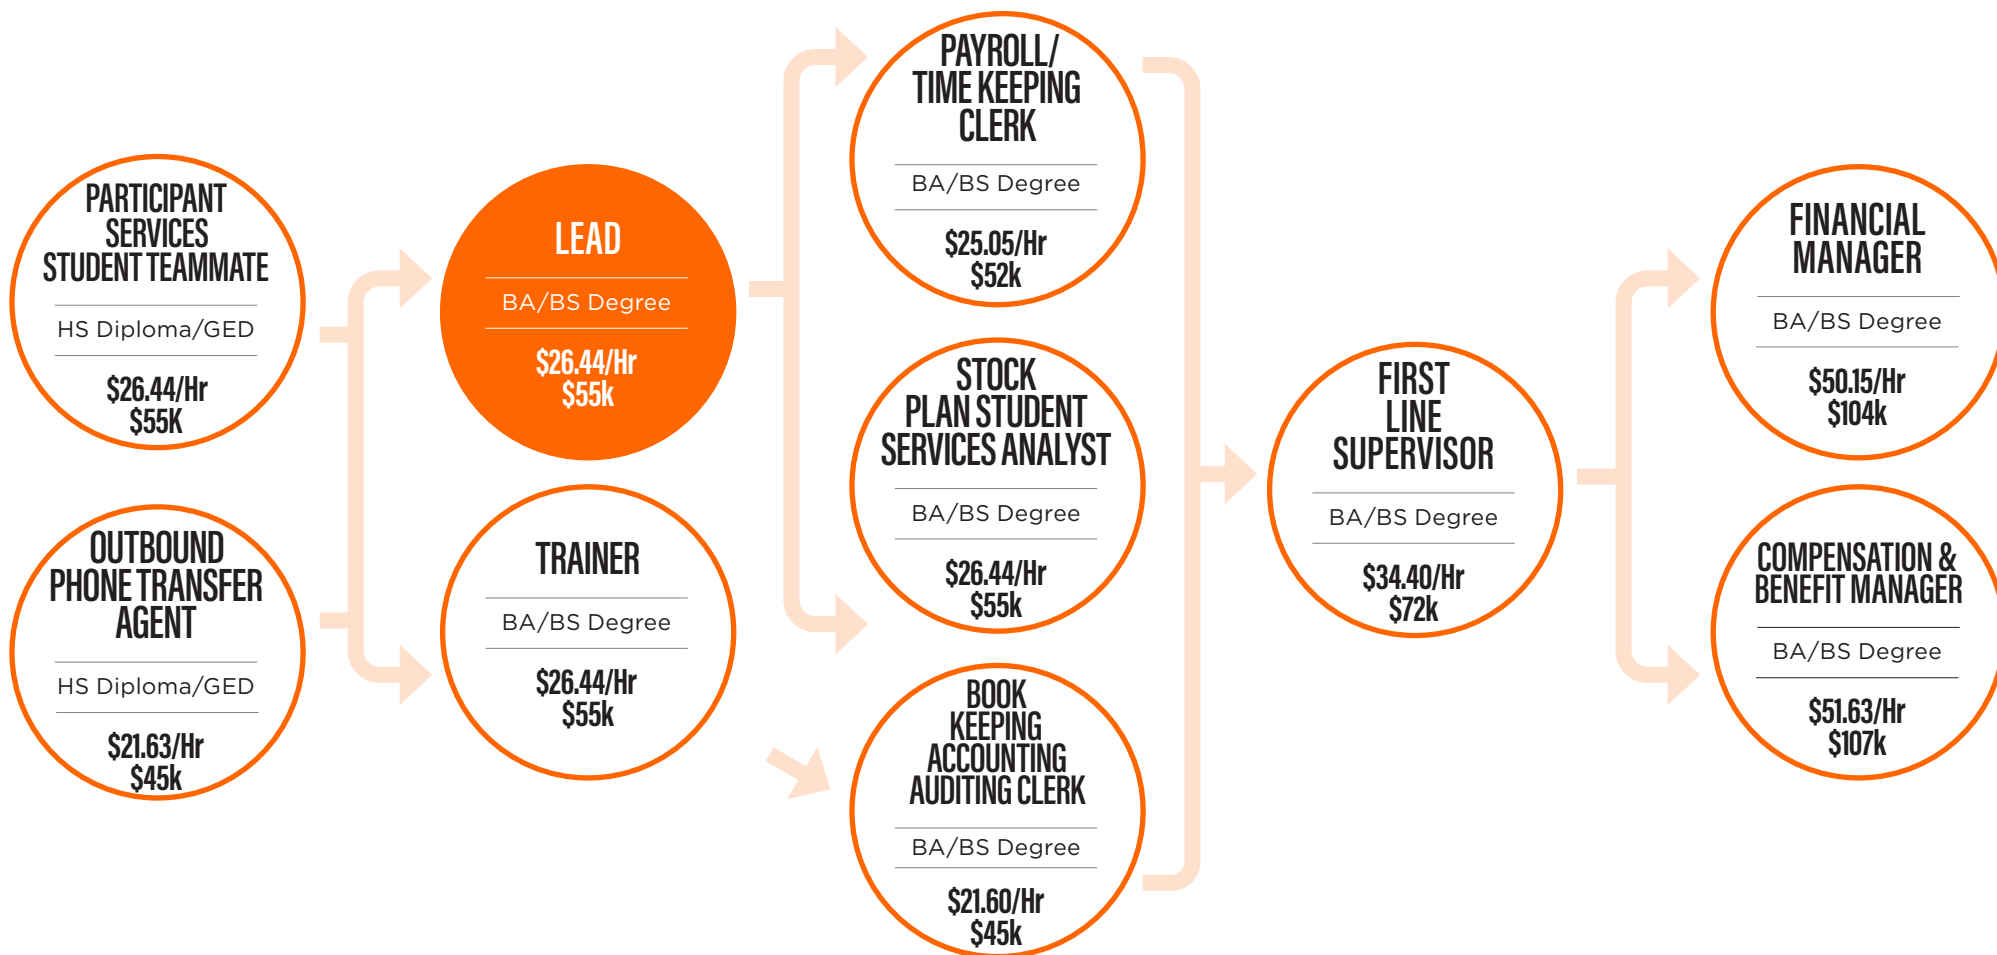 PARTICIPANT
SERVICES
STUDENT TEAMMATE
HS Diploma/GED
$26.44/Hr
$55K
OUTBOUND
PHONE TRANSFER
AGENT
HS Diploma/GED
$21.63/Hr
$45k
LEAD
BA/BS Degree
$26.44/Hr
$55k
TRAINER
BA/BS Degree
$26.44/Hr
$55k
PAYROLL/
TIME KEEPING
CLERK
BA/BS Degree
$25.05/Hr
$52k
STOCK
PLAN STUDENT
SERVICES ANALYST
BA/BS Degree
$26.44/Hr
$55k
BOOK
KEEPING
ACCOUNTING
AUDITING CLERK
BA/BS Degree
$21.60/Hr
$45k
FIRST
LINE
SUPERVISOR
BA/BS Degree
$34.40/Hr
$72k
FINANCIAL
MANAGER
BA/BS Degree
$50.15/Hr
$104k
COMPENSATION &
BENEFIT MANAGER
BA/BS Degree
$51.63/Hr
$107k